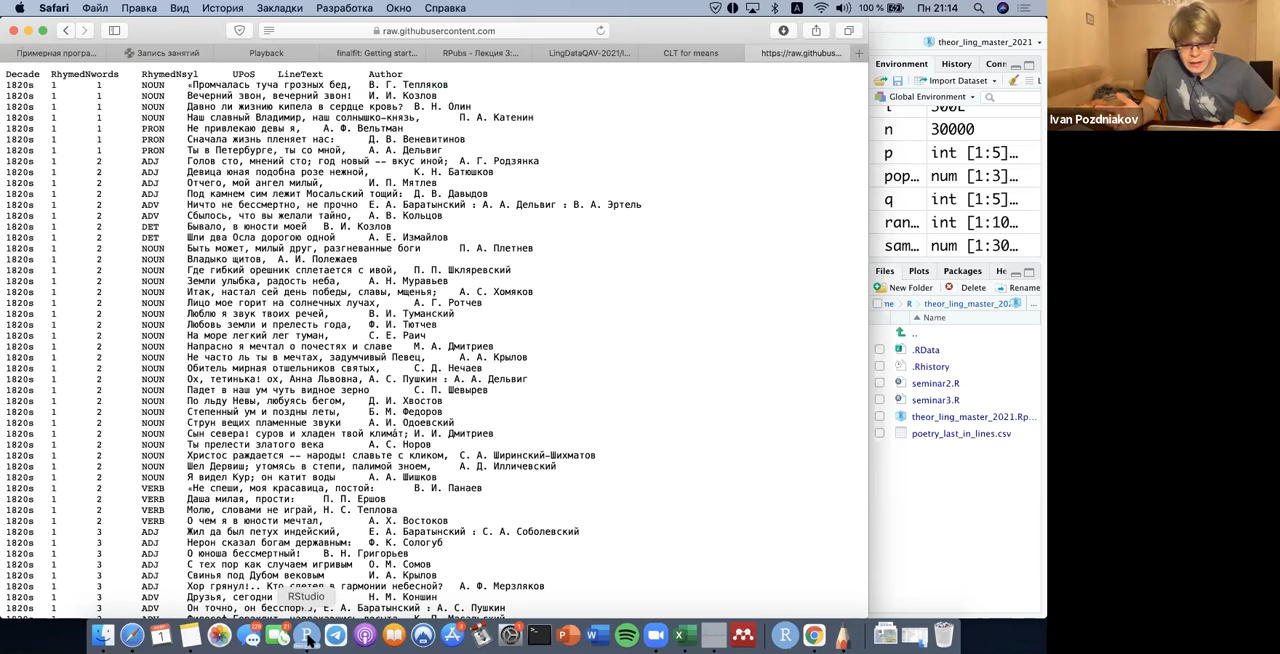 Safari Файл Правка Вид История Закладки Разработка Окно Справка 100 % Пн 21:14
raw.githubusercontent.com
Примерная програ... Запись занятий Playback finalfit: Getting start... RPubs - Лекция 3:... LingDataQAV-2021/l... CLT for means https://raw.githubus...
Decade RhymedNwords RhymedNsyl UPoS LineText Author
1820s 1 1 NOUN «Промчалась туча грозных бед, В. Г. Тепляков
1820s 1 1 NOUN Вечерний звон, вечерний звон! И. И. Козлов
1820s 1 1 NOUN Давно ли жизнию кипела в сердце кровь? В. Н. Олин
1820s 1 1 NOUN Наш славный Владимир, наш солнышко-князь, П. А. Катенин
1820s 1 1 PRON Не привлекаю девы я, А. Ф. Вельтман
1820s 1 1 PRON Сначала жизнь пленяет нас: Д. В. Веневитинов
1820s 1 1 PRON Ты в Петербурге, ты со мной, А. А. Дельвиг
1820s 1 2 ADJ Голов сто, мнений сто; год новый -- вкус иной; А. Г. Родзянка
1820s 1 2 ADJ Девица юная подобна розе нежной, К. Н. Батюшков
1820s 1 2 ADJ Отчего, мой ангел милый, И. П. Мятлев
1820s 1 2 ADJ Под камнем сим лежит Мосальский тощий: Д. В. Давыдов
1820s 1 2 ADV Ничто не бессмертно, не прочно Е. А. Баратынский : А. А. Дельвиг : В. А. Эртель
1820s 1 2 ADV Сбылось, что вы желали тайно, А. В. Кольцов
1820s 1 2 DET Бывало, в юности моей В. И. Козлов
1820s 1 2 DET Шли два Осла дорогою одной А. Е. Измайлов
1820s 1 2 NOUN Быть может, милый друг, разгневанные боги П. А. Плетнев
1820s 1 2 NOUN Владыко щитов, А. И. Полежаев
1820s 1 2 NOUN Где гибкий орешник сплетается с ивой, П. П. Шкляревский
1820s 1 2 NOUN Земли улыбка, радость неба, А. Н. Муравьев
1820s 1 2 NOUN Итак, настал сей день победы, славы, мщенья; А. С. Хомяков
1820s 1 2 NOUN Лицо мое горит на солнечных лучах, А. Г. Ротчев
1820s 1 2 NOUN Люблю я звук твоих речей, В. И. Туманский
1820s 1 2 NOUN Любовь земли и прелесть года, Ф. И. Тютчев
1820s 1 2 NOUN На море легкий лег туман, С. Е. Раич
1820s 1 2 NOUN Напрасно я мечтал о почестях и славе М. А. Дмитриев
1820s 1 2 NOUN Не часто ль ты в мечтах, задумчивый Певец, А. А. Крылов
1820s 1 2 NOUN Обитель мирная отшельников святых, С. Д. Нечаев
1820s 1 2 NOUN Ох, тетинька! ох, Анна Львовна, А. С. Пушкин : А. А. Дельвиг
1820s 1 2 NOUN Падет в наш ум чуть видное зерно С. П. Шевырев
1820s 1 2 NOUN По льду Невы, любуясь бегом, Д. И. Хвостов
1820s 1 2 NOUN Степенный ум и поздны леты, Б. М. Федоров
1820s 1 2 NOUN Струн вещих пламенные звуки А. И. Одоевский
1820s 1 2 NOUN Сын севера! суров и хладен твой климат; И. И. Дмитриев
1820s 1 2 NOUN Ты прелести златого века А. С. Норов
1820s 1 2 NOUN Христос раждается -- народы! славьте с кликом, С. А. Ширинский-Шихматов
1820s 1 2 NOUN Шел Дервиш; утомясь в степи, палимой зноем, А. Д. Илличевский
1820s 1 2 NOUN Я видел Кур; он катит воды А. А. Шишков
1820s 1 2 VERB «Не спеши, моя красавица, постой: В. И. Панаев
1820s 1 2 VERB Даша милая, прости: П. П. Ершов
1820s 1 2 VERB Молю, словами не играй, Н. С. Теплова
1820s 1 2 VERB О чем я в юности мечтал, А. Х. Востоков
1820s 1 3 ADJ Жил да был петух индейский, Е. А. Баратынский : С. А. Соболевский
1820s 1 3 ADJ Нерон сказал богам державным: Ф. К. Сологуб
1820s 1 3 ADJ О юноша бессмертный! В. Н. Григорьев
1820s 1 3 ADJ С тех пор как случаем игривым О. М. Сомов
1820s 1 3 ADJ Свинья под Дубом вековым И. А. Крылов
1820s 1 3 ADJ Хор грянул!.. Кто слетел в гармонии небесной? А. Ф. Мерзляков
1820s 1 3 ADV Друзья, сегодни Н. М. Коншин
1820s 1 3 ADV Он точно, он бесспорно, Е. А. Баратынский : А. С. Пушкин
RStudio
theor_ling_master_2021
Environment History Conn
Import Dataset
Global Environment
300L
n 30000
p int [1:5]…
pop… num [1:3]…
q int [1:5]…
ran… int [1:10…
sam… num [1:30…
Files Plots Packages He
New Folder Delete Rename
me R theor_ling_master_202
Name
..
.RData
.Rhistory
seminar2.R
seminar3.R
theor_ling_master_2021.Rp...
poetry_last_in_lines.csv
Ivan Pozdniakov